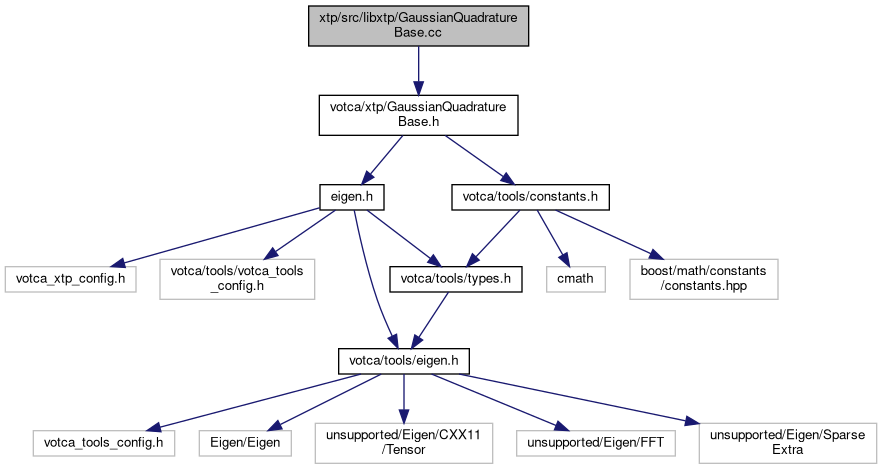 xtp/src/libxtp/GaussianQuadrature
Base.cc
votca/xtp/GaussianQuadrature
Base.h
eigen.h
votca/tools/constants.h
votca_xtp_config.h
votca/tools/votca_tools
_config.h
votca/tools/types.h
cmath
boost/math/constants
/constants.hpp
votca/tools/eigen.h
votca_tools_config.h
Eigen/Eigen
unsupported/Eigen/CXX11
/Tensor
unsupported/Eigen/FFT
unsupported/Eigen/Sparse
Extra